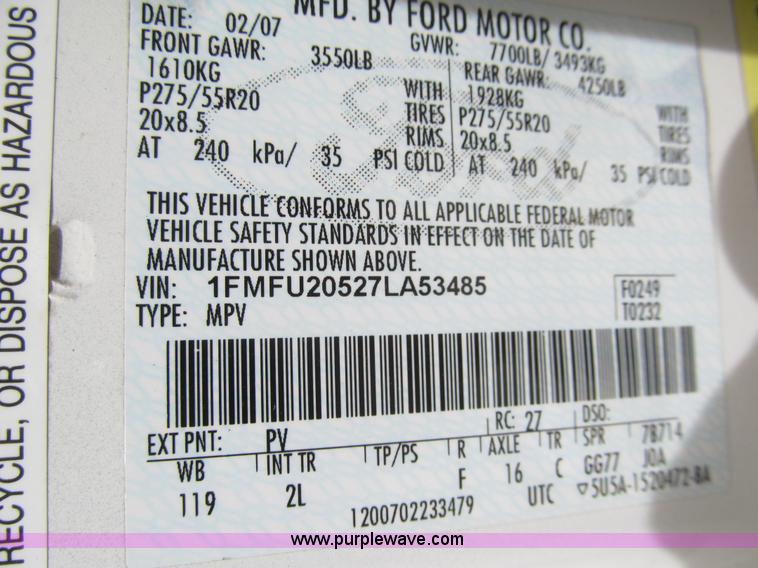 RECYCLE, OR DISPOSE AS HAZARDOUS
MFD. BY FORD MOTOR CO.
DATE: 02/07 GVWR: 7700LB/ 3493KG
FRONT GAWR: 3550LB REAR GAWR: 4250LB
1610KG WITH 1928KG WITH
P275/55R20 TIRES P275/55R20 TIRES
20x8.5 RIMS 20x8.5 RIMS
AT 240 kPa/ 35 PSI COLD AT 240 kPa/ 35 PSI COLD
Ford
THIS VEHICLE CONFORMS TO ALL APPLICABLE FEDERAL MOTOR
VEHICLE SAFETY STANDARDS IN EFFECT ON THE DATE OF
MANUFACTURE SHOWN ABOVE.
VIN: 1FMFU20527LA53485 F0249
TYPE: MPV T0232
EXT PNT: PV RC: 27 DSO:
WB INT TR TP/PS R AXLE TR SPR 7B714
119 2L F 16 C GG77 J0A
1200702233479 UTC ▽5U5A-1520472-BA
www.purplewave.com